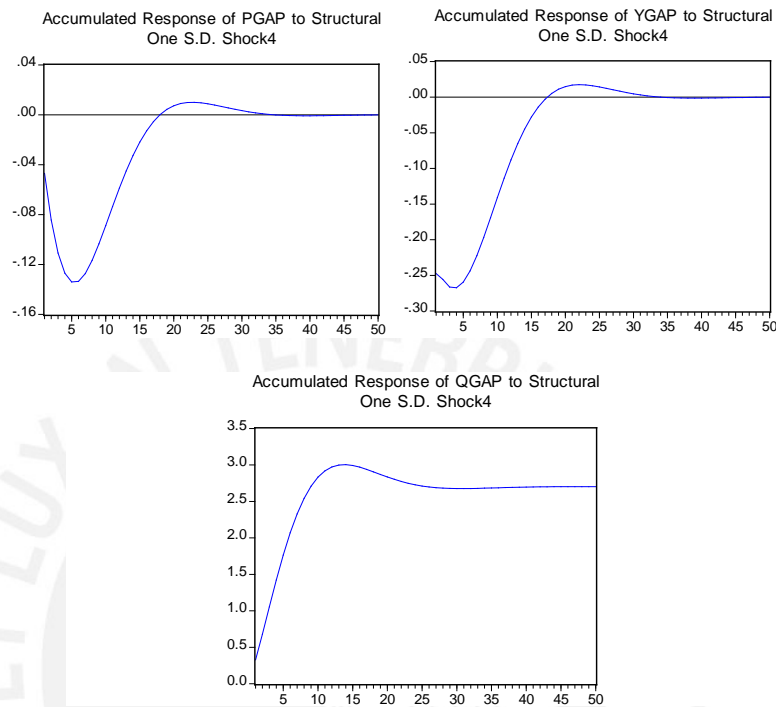 Accumulated Response of PGAP to Structural
One S.D. Shock4
.04
.00
-.04
-.08
-.12
-.16
5 10 15 20 25 30 35 40 45 50
Accumulated Response of YGAP to Structural
One S.D. Shock4
.05
.00
-.05
-.10
-.15
-.20
-.25
-.30
5 10 15 20 25 30 35 40 45 50
Accumulated Response of QGAP to Structural
One S.D. Shock4
3.5
3.0
2.5
2.0
1.5
1.0
0.5
0.0
5 10 15 20 25 30 35 40 45 50